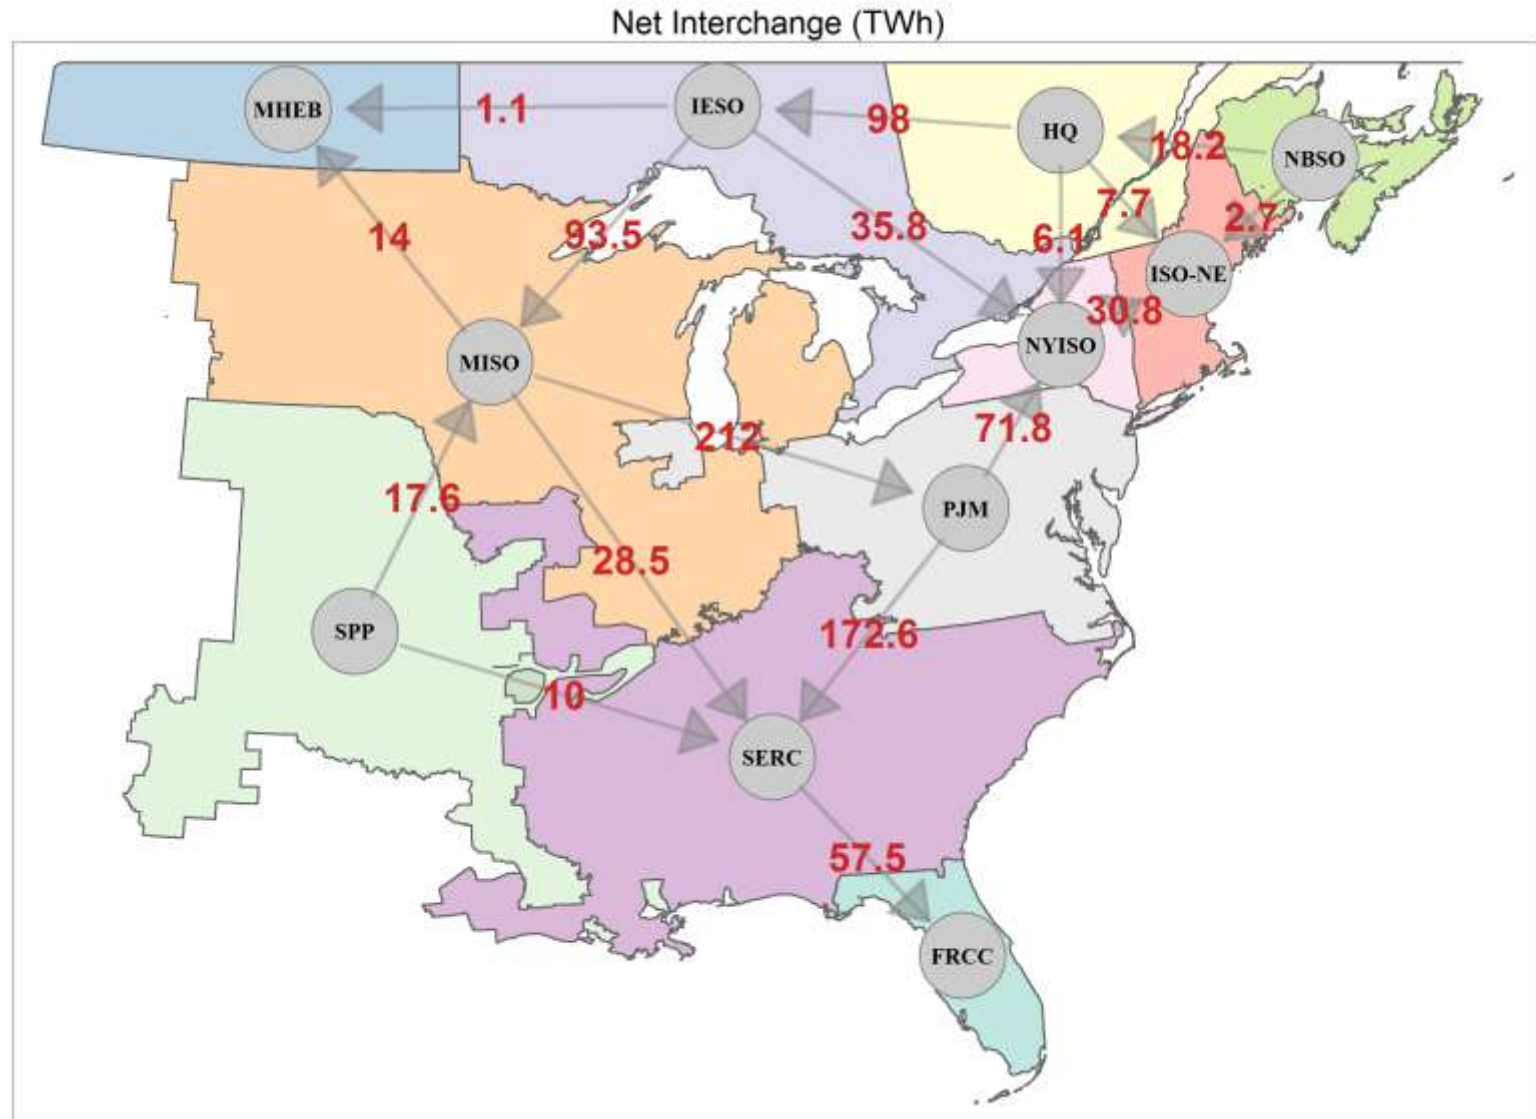 Net Interchange (TWh)
MHEB
1.1
IESO
98
HQ
18.2
NBSO
14
93.5
35.8
7.7
6.1
2.7
ISO-NE
30.8
MISO
NYISO
212
71.8
17.6
PJM
28.5
SPP
172.6
10
SERC
57.5
FRCC